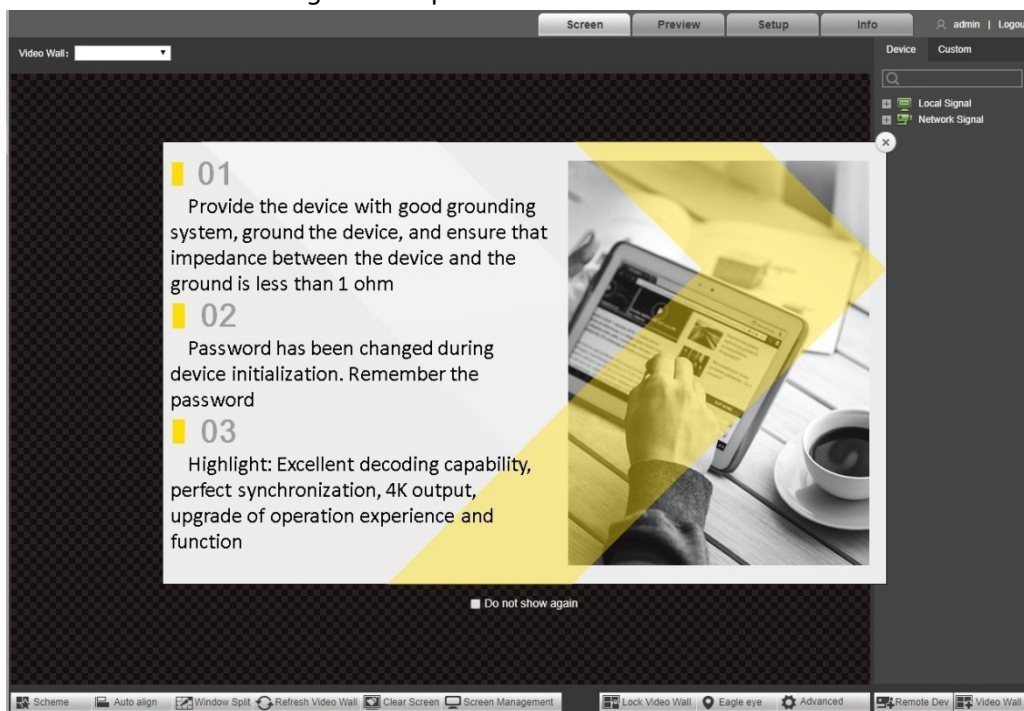 Screen
Preview
Setup
Info
admin | Logou
Video Wall:
Device
Custom
Local Signal
Network Signal
01
Provide the device with good grounding
system, ground the device, and ensure that
impedance between the device and the
ground is less than 1 ohm
02
Password has been changed during
device initialization. Remember the
password
03
Highlight: Excellent decoding capability,
perfect synchronization, 4K output,
upgrade of operation experience and
function
Do not show again
Scheme
Auto align
Window Split
Refresh Video Wall
Clear Screen
Screen Management
Lock Video Wall
Eagle eye
Advanced
Remote Dev
Video Wall